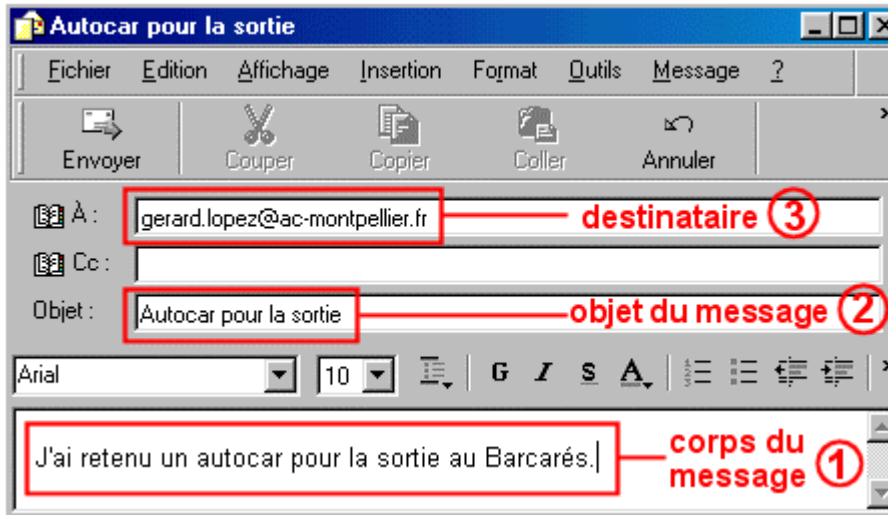 Autocar pour la sortie
Fichier Edition Affichage Insertion Format Outils Message ?
Envoyer Couper Copier Coller Annuler
À : gerard.lopez@ac-montpellier.fr destinataire 3
Cc :
Objet : Autocar pour la sortie objet du message 2
Arial 10 G I S A
J'ai retenu un autocar pour la sortie au Barcarés. corps du
message 1